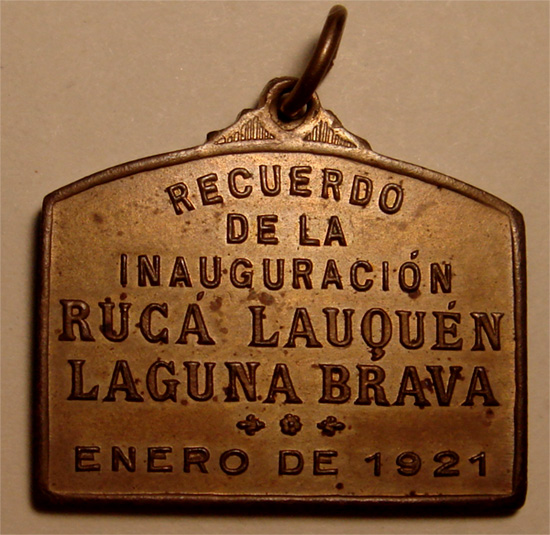 RECUERDO
DE LA
INAUGURACIÓN
RUCÁ LAUQUÉN
LAGUNA BRAVA
ENERO DE 1921